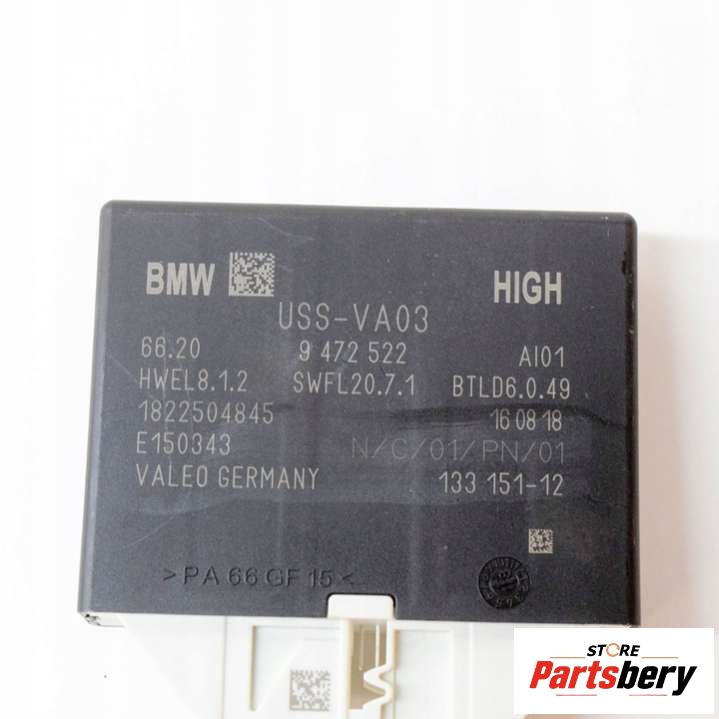 BMW HIGH
USS-VA03
66.20 9 472 522 AI01
HWEL8.1.2 SWFL20.7.1 BTLD6.0.49
1822504845 16 08 18
E150343 N/C/01/PN/01
VALEO GERMANY 133 151-12
>PA 66 GF 15<
STORE
Partsbery